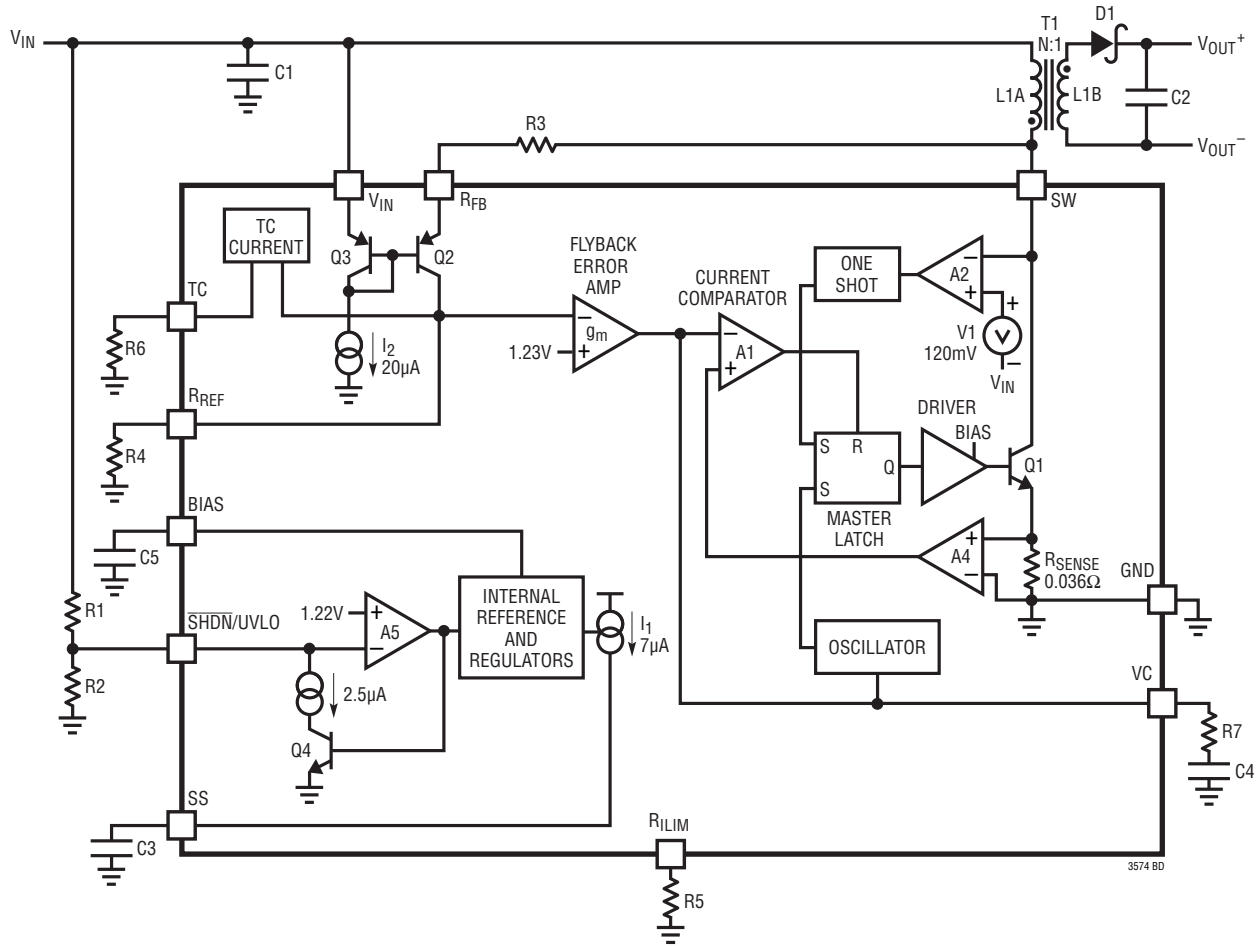 T1
N:1
D1
VIN
VOUT+
C1
L1A
L1B
C2
R3
VOUT–
VIN
RFB
SW
TC
CURRENT
Q3
Q2
FLYBACK
ERROR
AMP
CURRENT
COMPARATOR
ONE
SHOT
A2
–
+
+
V1
120mV
V
–
VIN
TC
R6
I2
20µA
–
gm
1.23V
+
–
A1
+
RREF
R4
DRIVER
BIAS
S
R
Q
S
Q1
MASTER
LATCH
BIAS
C5
A4
+
–
RSENSE
0.036Ω
GND
R1
SHDN/UVLO
1.22V
+
A5
–
INTERNAL
REFERENCE
AND
REGULATORS
I1
7µA
OSCILLATOR
R2
2.5µA
VC
Q4
R7
C4
SS
C3
RILIM
R5
3574 BD